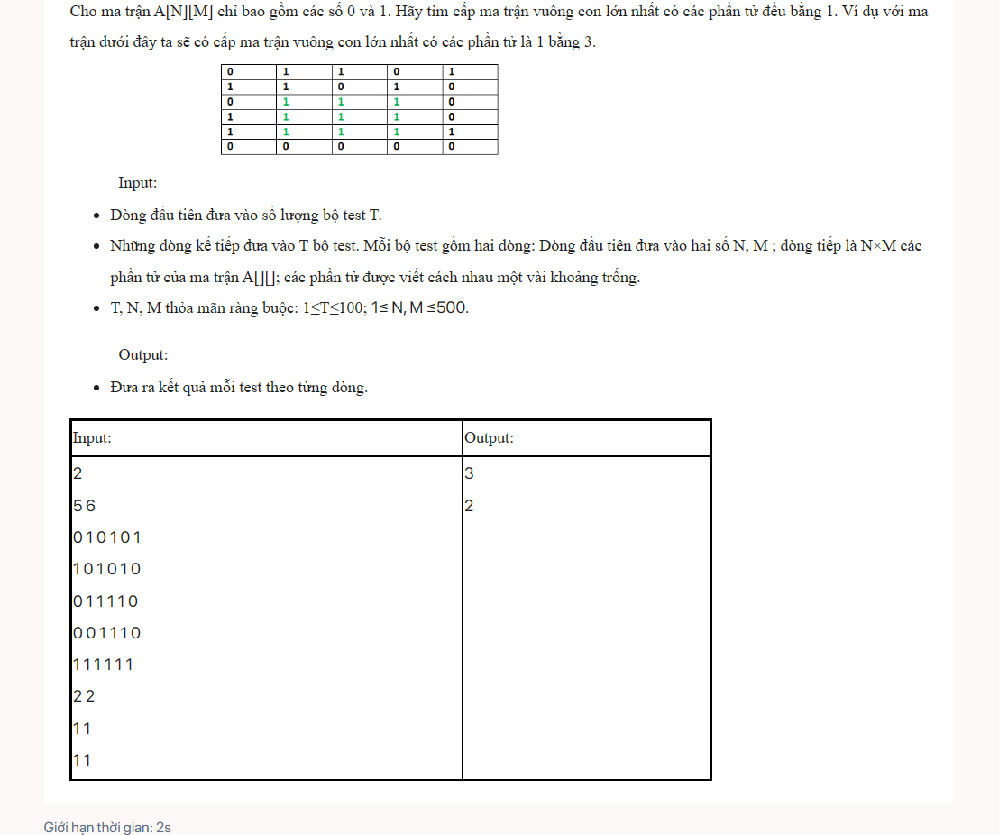 Cho ma trận A[N][M] chỉ bao gồm các số 0 và 1. Hãy tìm cấp ma trận vuông con lớn nhất có các phần tử đều bằng 1. Ví dụ với ma
trận dưới đây ta sẽ có cấp ma trận vuông con lớn nhất có các phần tử là 1 bằng 3.
0 1 1 0 1
1 1 0 1 0
0 1 1 1 0
1 1 1 1 0
1 1 1 1 1
0 0 0 0 0
Input:
• Dòng đầu tiên đưa vào số lượng bộ test T.
• Những dòng kế tiếp đưa vào T bộ test. Mỗi bộ test gồm hai dòng: Dòng đầu tiên đưa vào hai số N, M ; dòng tiếp là N×M các
phần tử của ma trận A[][]; các phần tử được viết cách nhau một vài khoảng trống.
• T, N, M thỏa mãn ràng buộc: 1≤T≤100; 1≤ N, M ≤500.
Output:
• Đưa ra kết quả mỗi test theo từng dòng.
Input: Output:
2 3
5 6 2
0 1 0 1 0 1
1 0 1 0 1 0
0 1 1 1 1 0
0 0 1 1 1 0
1 1 1 1 1 1
2 2
1 1
1 1
Giới hạn thời gian: 2s